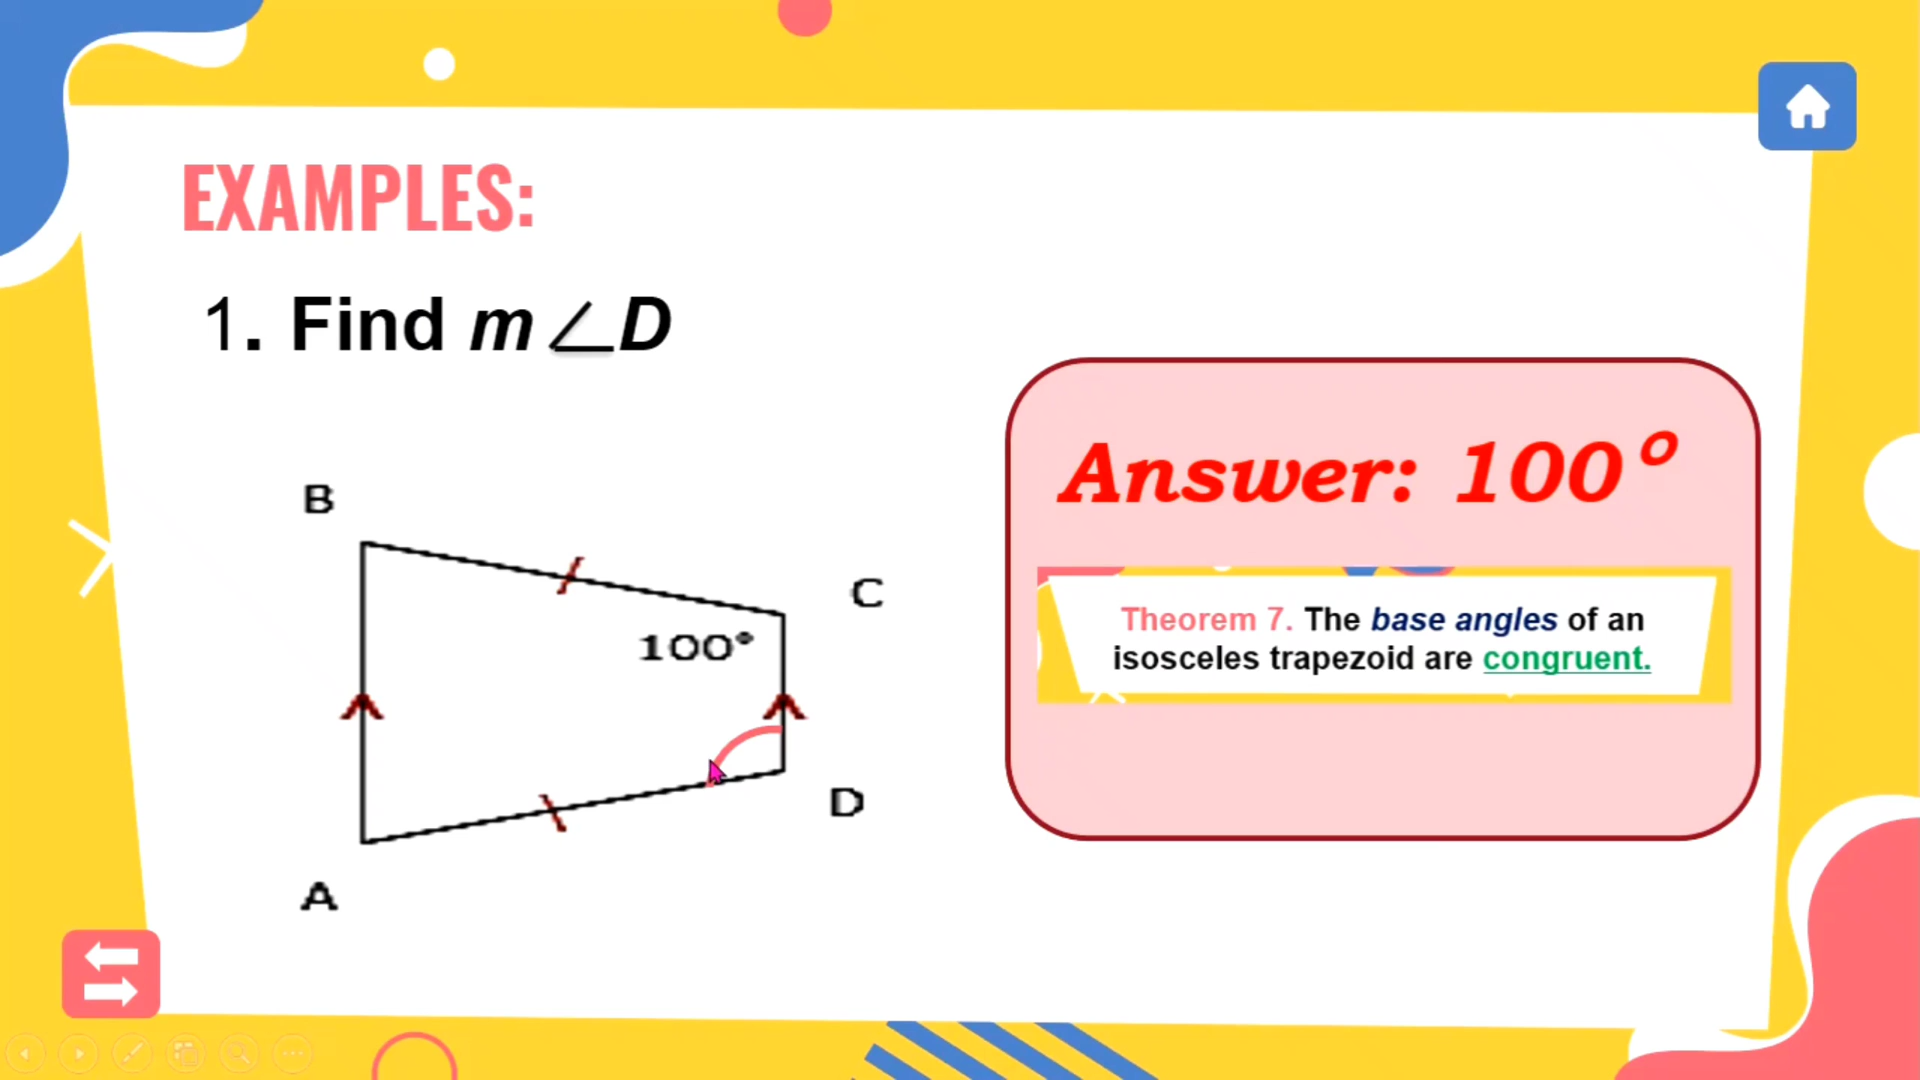 EXAMPLES:
1. Find m∠D
B
C
100°
Answer: 100°
Theorem 7. The base angles of an
isosceles trapezoid are congruent.
D
A